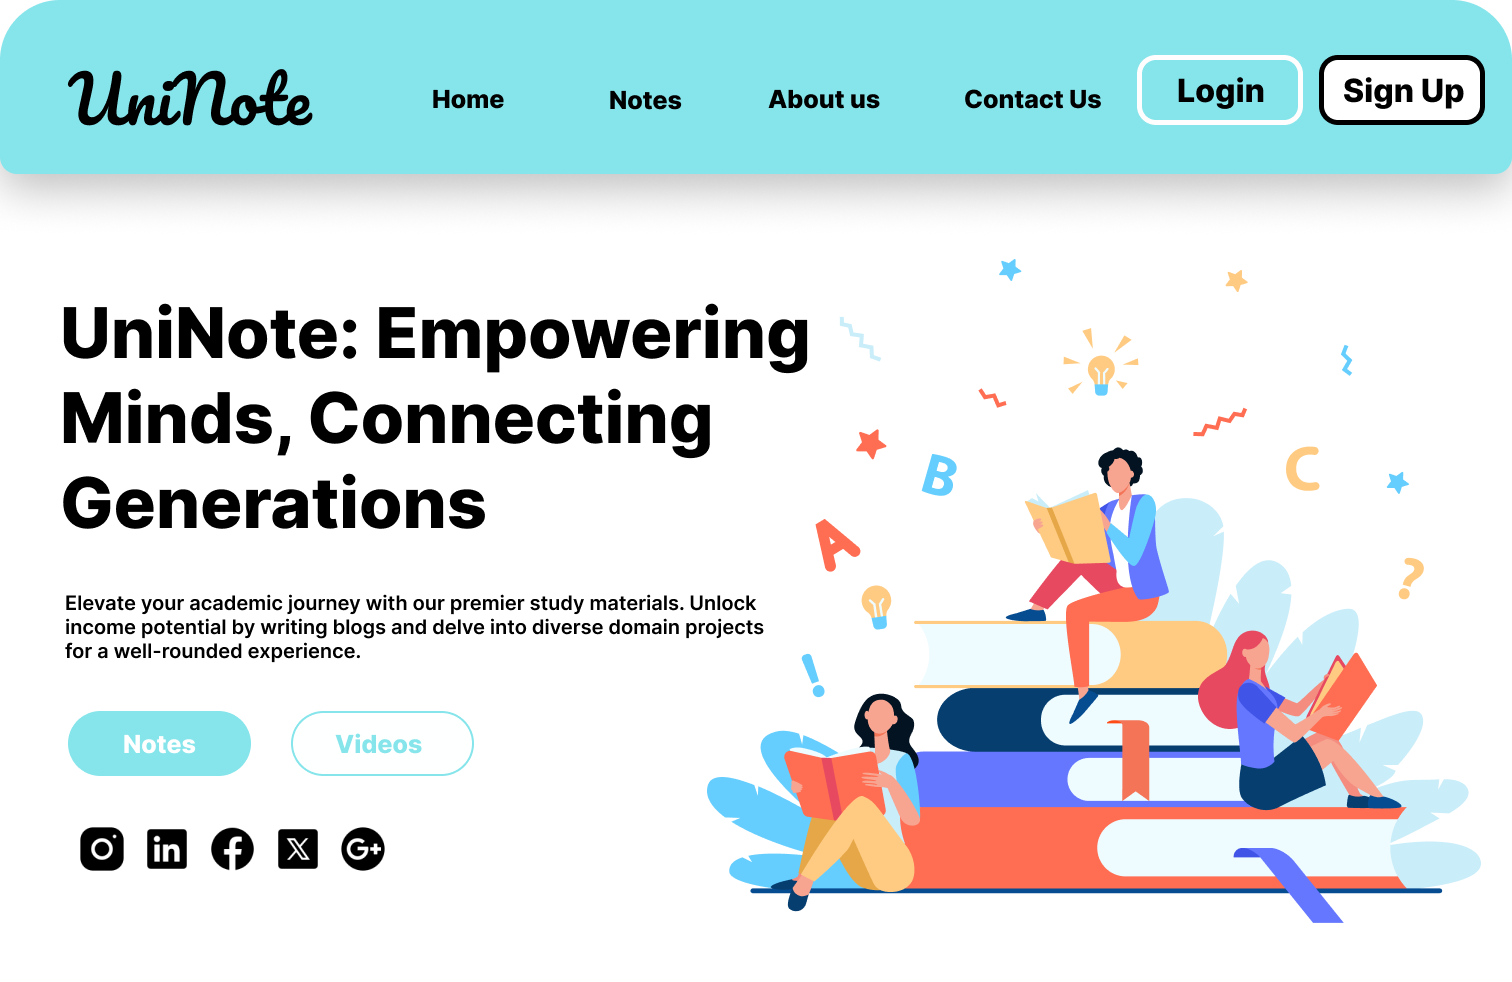 UniNote
Home Notes About us Contact Us Login Sign Up
UniNote: Empowering
Minds, Connecting
Generations
Elevate your academic journey with our premier study materials. Unlock
income potential by writing blogs and delve into diverse domain projects
for a well-rounded experience.
Notes Videos
in f X G+
A B C ? !